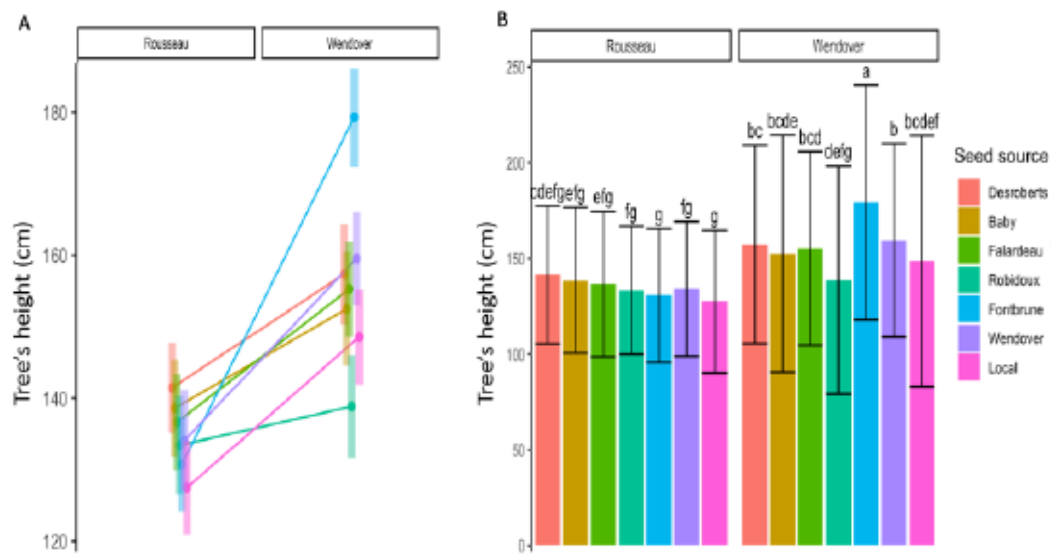 A
Rousseau Wendover
Tree's height (cm)
180
160
140
120
B
Rousseau Wendover
Tree's height (cm)
250
200
150
100
50
0
cdefg efg efg fg g fg g
bc bcde bcd defg a b bcdef
Seed source
Desroberts
Baby
Falardeau
Robidoux
Fontbrune
Wendover
Local